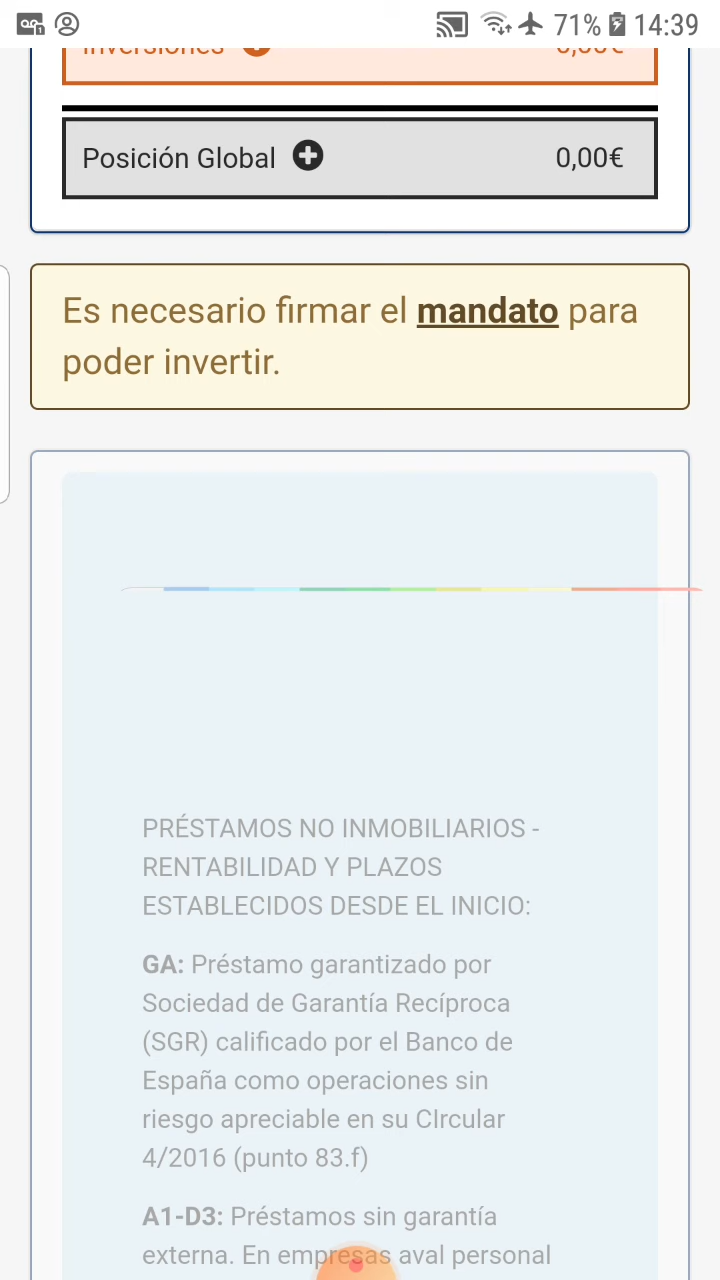 71% 14:39
Inversiones 0,00€
Posición Global 0,00€
Es necesario firmar el mandato para
poder invertir.
PRÉSTAMOS NO INMOBILIARIOS -
RENTABILIDAD Y PLAZOS
ESTABLECIDOS DESDE EL INICIO:
GA: Préstamo garantizado por
Sociedad de Garantía Recíproca
(SGR) calificado por el Banco de
España como operaciones sin
riesgo apreciable en su CIrcular
4/2016 (punto 83.f)
A1-D3: Préstamos sin garantía
externa. En empresas aval personal